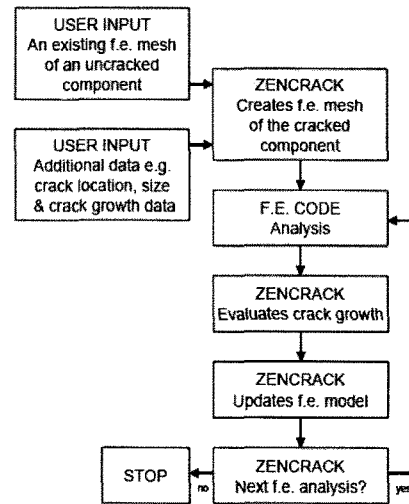 USER INPUT
An existing f.e. mesh
of an uncracked
component
USER INPUT
Additional data e.g.
crack location, size
& crack growth data
ZENCRACK
Creates f.e. mesh
of the cracked
component
F.E. CODE
Analysis
ZENCRACK
Evaluates crack growth
ZENCRACK
Updates f.e. model
STOP
no
ZENCRACK
Next f.e. analysis?
yes